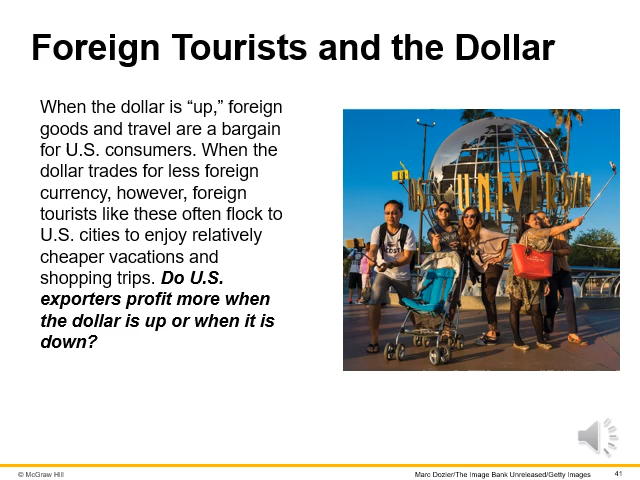 Foreign Tourists and the Dollar
When the dollar is “up,” foreign
goods and travel are a bargain
for U.S. consumers. When the
dollar trades for less foreign
currency, however, foreign
tourists like these often flock to
U.S. cities to enjoy relatively
cheaper vacations and
shopping trips. Do U.S.
exporters profit more when
the dollar is up or when it is
down?
UNIVERSAL
© McGraw Hill
Marc Dozier/The Image Bank Unreleased/Getty Images
41